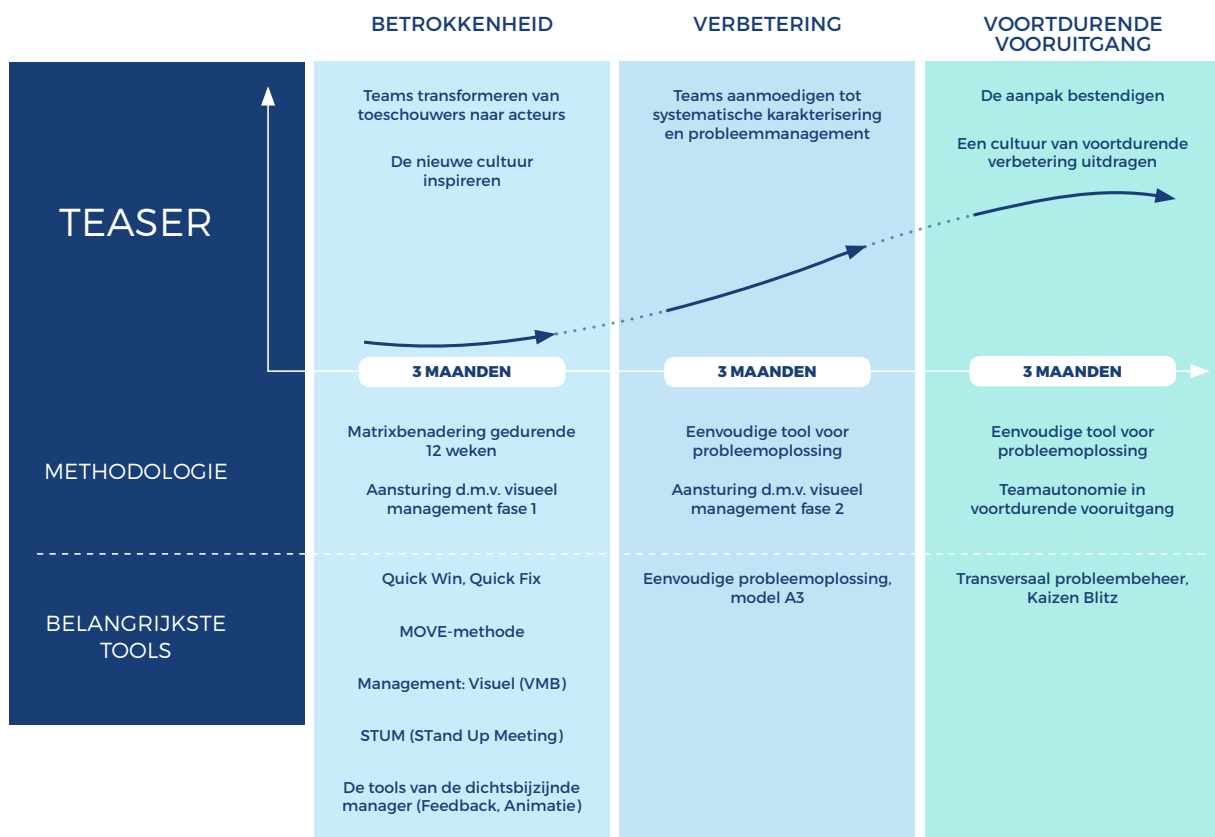 BETROKKENHEID
VERBETERING
VOORTDURENDE
VOORUITGANG
TEASER
Teams transformeren van
toeschouwers naar acteurs
De nieuwe cultuur
inspireren
Teams aanmoedigen tot
systematische karakterisering
en probleemmanagement
De aanpak bestendigen
Een cultuur van voortdurende
verbetering uitdragen
3 MAANDEN
3 MAANDEN
3 MAANDEN
METHODOLOGIE
Matrixbenadering gedurende
12 weken
Aansturing d.m.v. visueel
management fase 1
Eenvoudige tool voor
probleemoplossing
Aansturing d.m.v. visueel
management fase 2
Eenvoudige tool voor
probleemoplossing
Teamautonomie in
voortdurende vooruitgang
BELANGRIJKSTE
TOOLS
Quick Win, Quick Fix
MOVE-methode
Management: Visuel (VMB)
STUM (STand Up Meeting)
De tools van de dichtsbijzijnde
manager (Feedback, Animatie)
Eenvoudige probleemoplossing,
model A3
Transversaal probleembeheer,
Kaizen Blitz